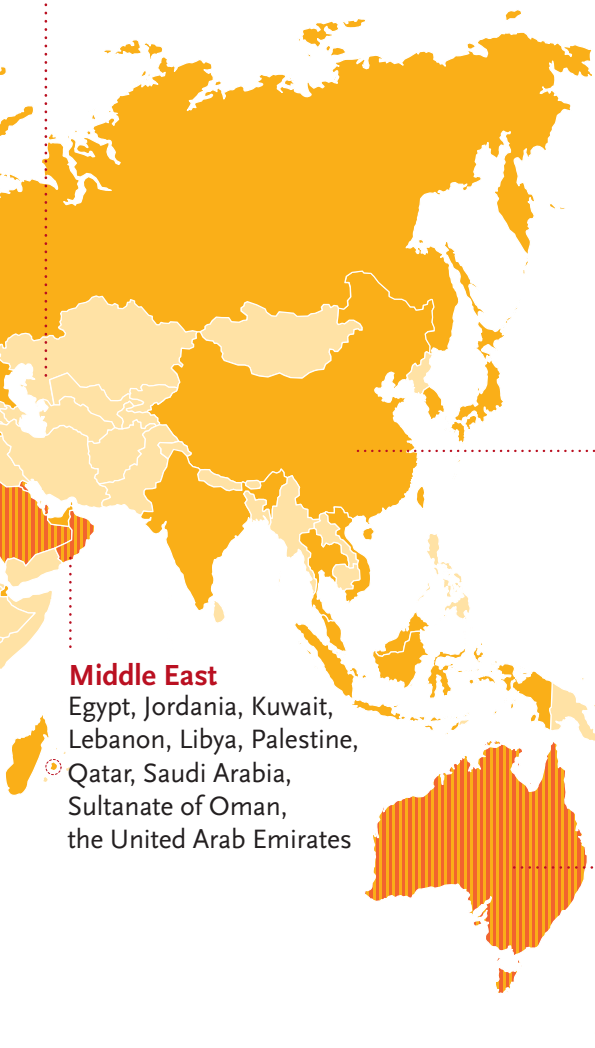 Middle East
Egypt, Jordania, Kuwait,
Lebanon, Libya, Palestine,
Qatar, Saudi Arabia,
Sultanate of Oman,
the United Arab Emirates